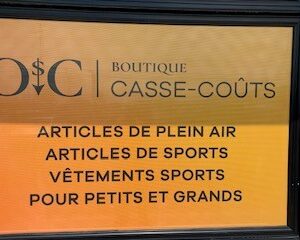 O$C
BOUTIQUE
CASSE-COÛTS
ARTICLES DE PLEIN AIR
ARTICLES DE SPORTS
VÊTEMENTS SPORTS
POUR PETITS ET GRANDS